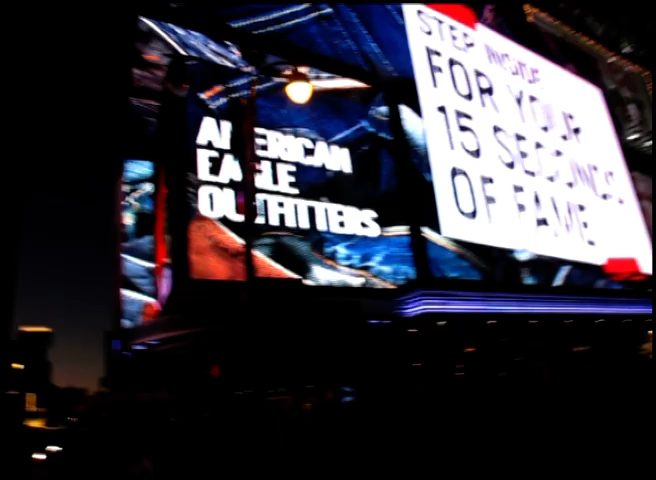 AMERICAN
EAGLE
OUTFITTERS
STEP INSIDE
FOR YOUR
15 SECONDS
OF FAME